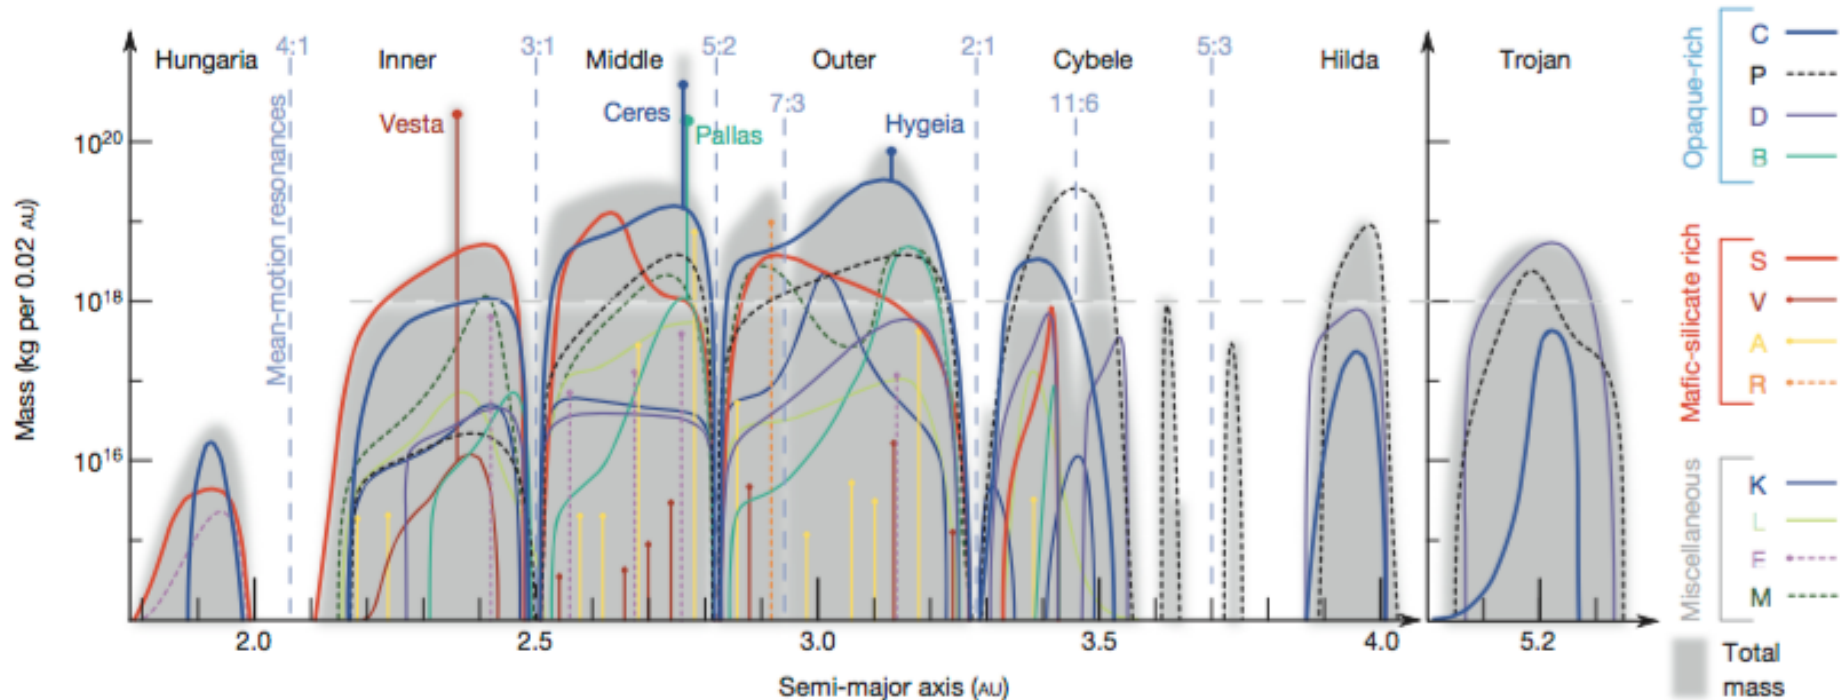 Hungaria 4:1 Inner 3:1 Middle 5:2 Outer 2:1 Cybele 5:3 Hilda Trojan
7:3 11:6
Vesta Ceres Pallas Hygeia
Mean-motion resonances
Mass (kg per 0.02 AU)
10^20
10^18
10^16
2.0 2.5 3.0 3.5 4.0 5.2
Semi-major axis (AU)
Opaque-rich
C
P
D
B
Mafic-silicate rich
S
V
A
R
Miscellaneous
K
L
E
M
Total
mass